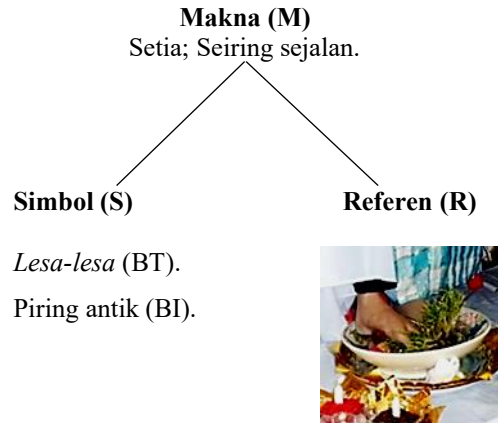 Makna (M)
Setia; Seiring sejalan.
Simbol (S)
Referen (R)
Lesa-lesa (BT).
Piring antik (BI).